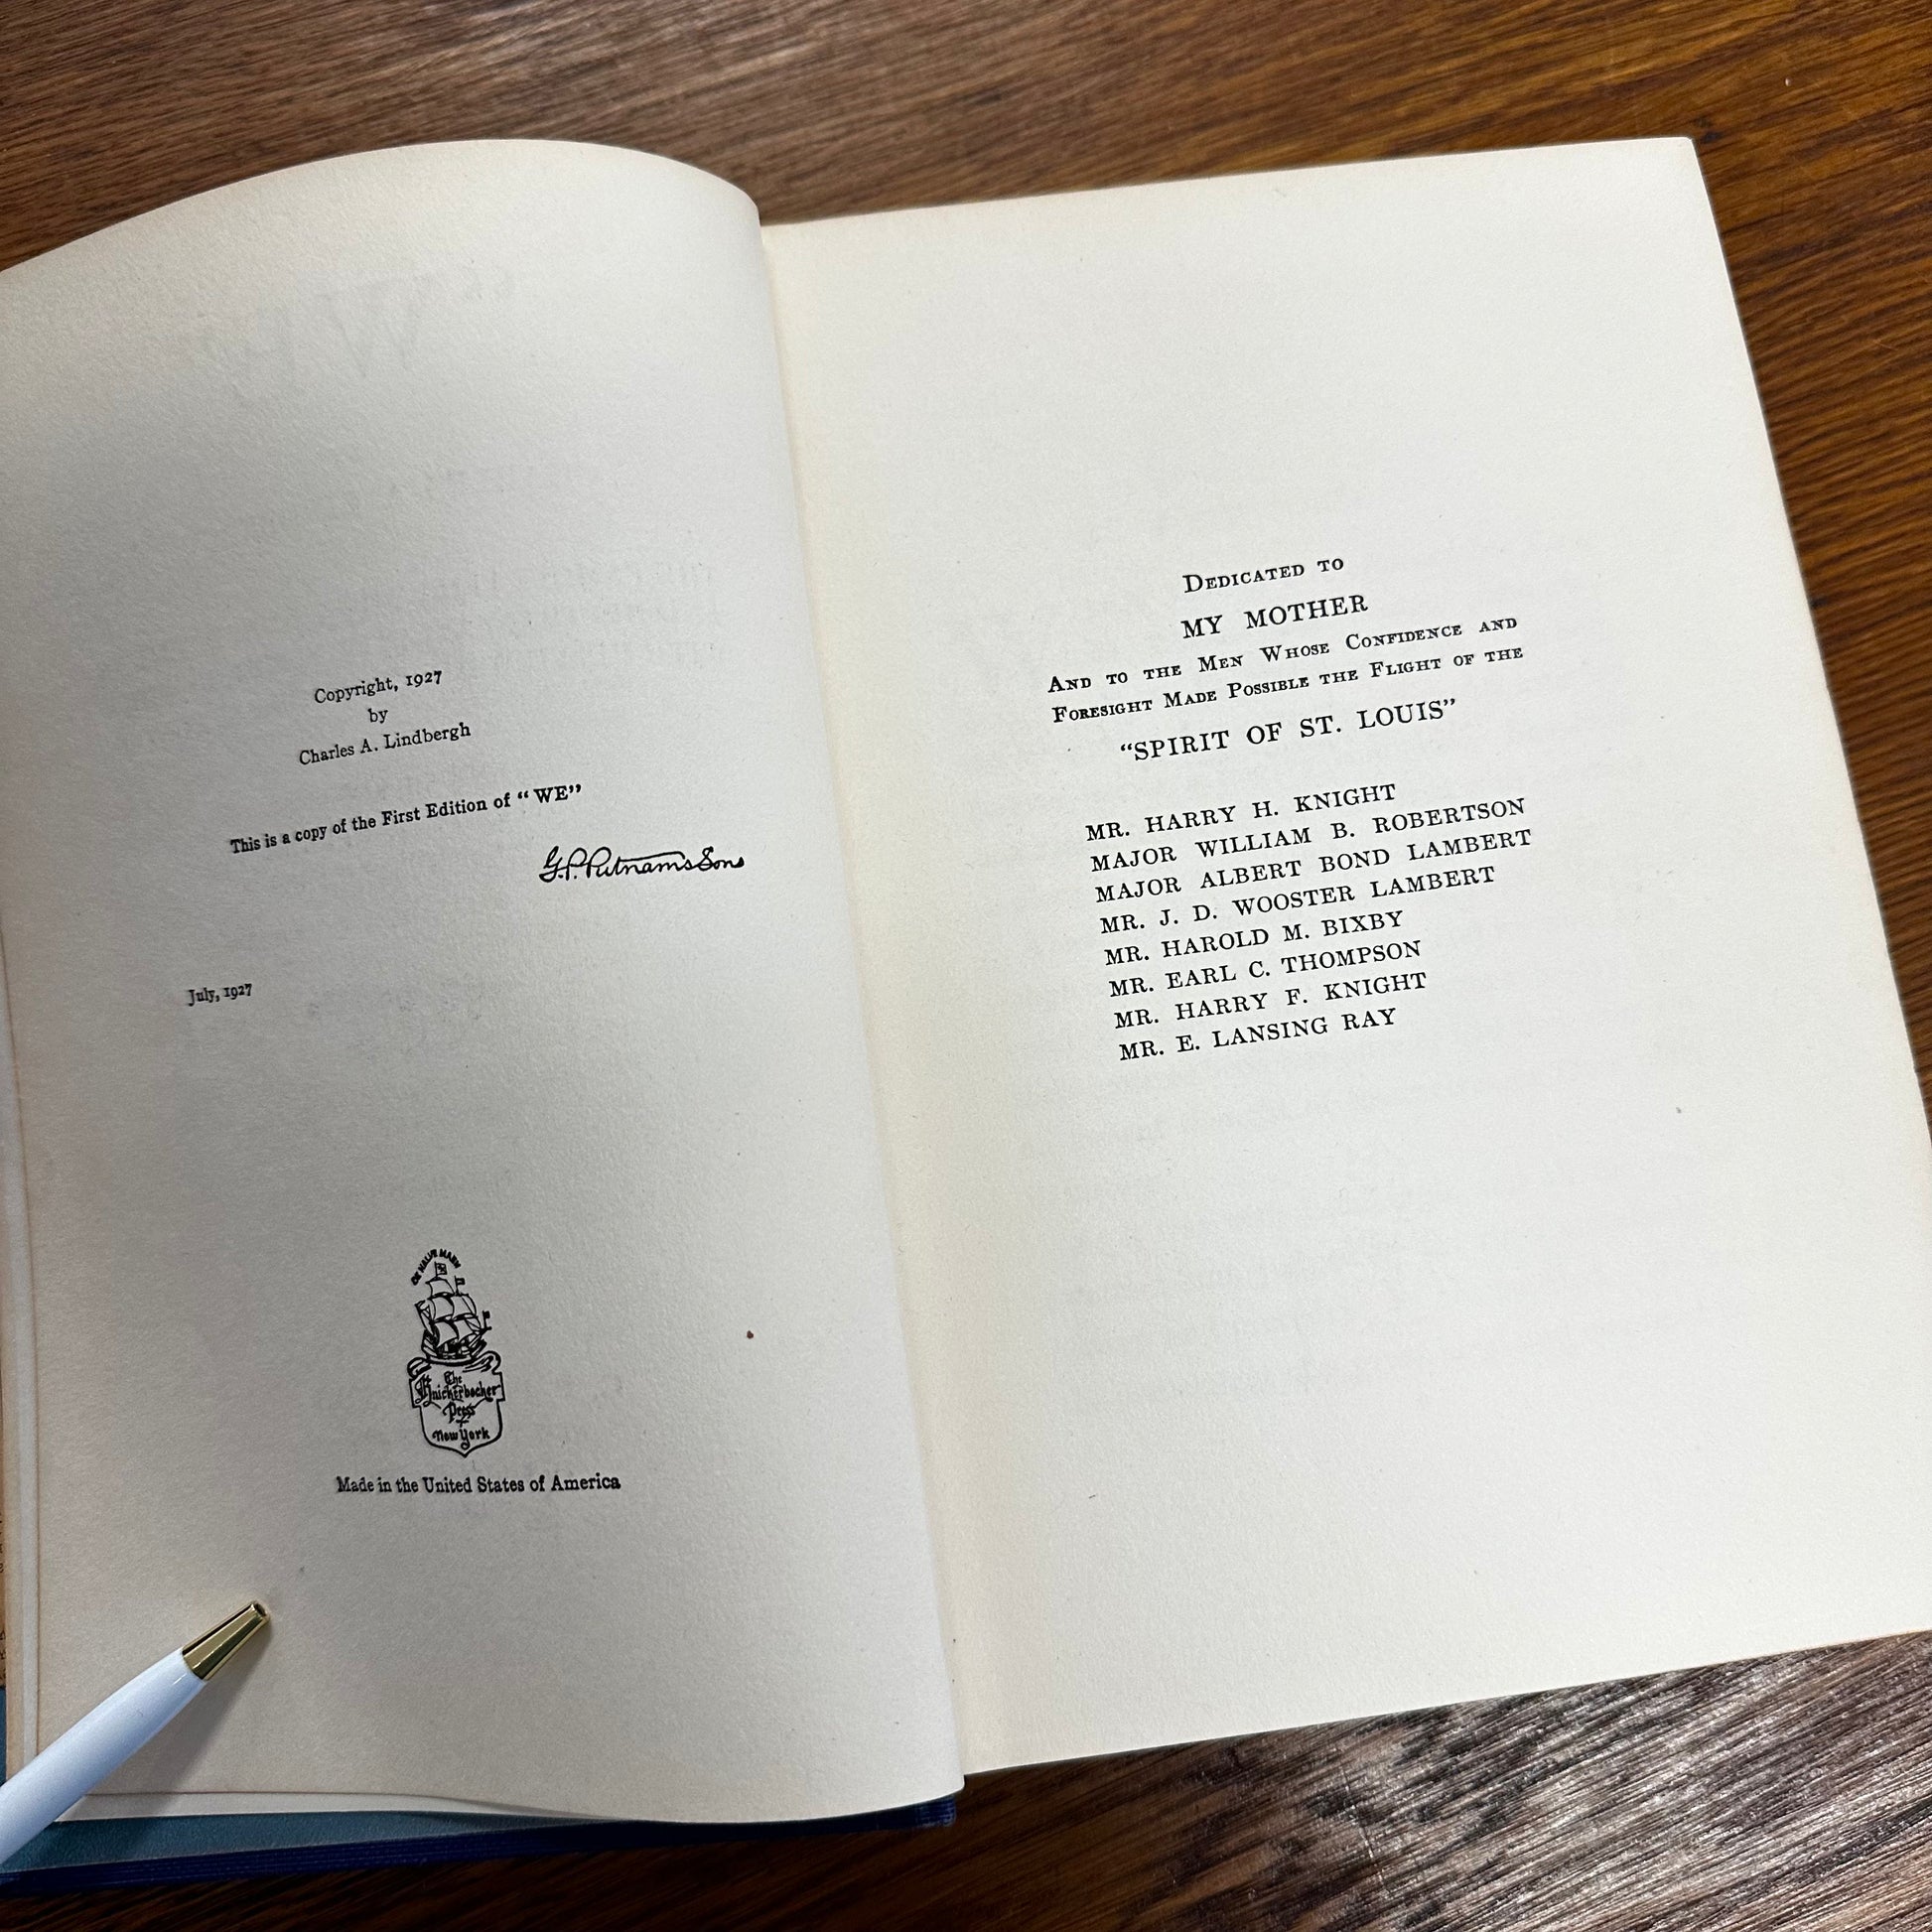 Copyright, 1927
by
Charles A. Lindbergh
This is a copy of the First Edition of "WE"
G. P. Putnam's Sons
July, 1927
DE HALVE MAEN
The
Knickerbocker
Press
New York
Made in the United States of America
DEDICATED TO
MY MOTHER
AND TO THE MEN WHOSE CONFIDENCE AND
FORESIGHT MADE POSSIBLE THE FLIGHT OF THE
"SPIRIT OF ST. LOUIS"
MR. HARRY H. KNIGHT
MAJOR WILLIAM B. ROBERTSON
MAJOR ALBERT BOND LAMBERT
MR. J. D. WOOSTER LAMBERT
MR. HAROLD M. BIXBY
MR. EARL C. THOMPSON
MR. HARRY F. KNIGHT
MR. E. LANSING RAY